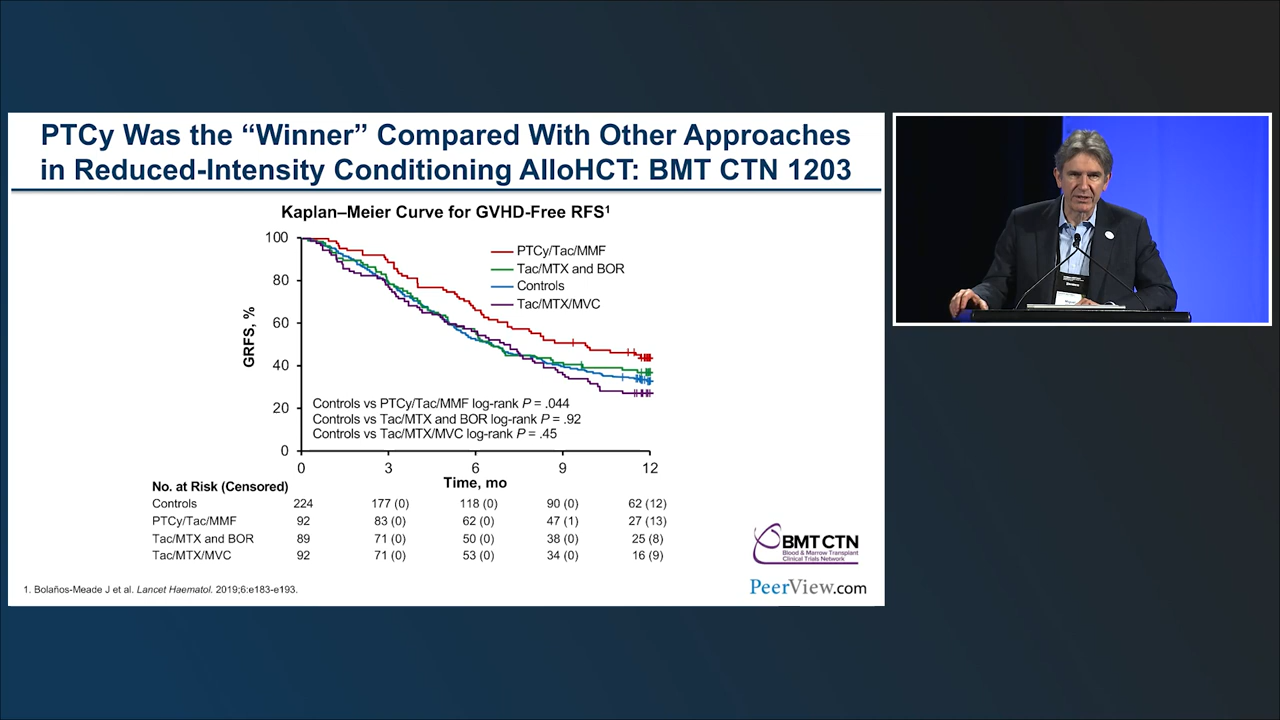 PTCy Was the “Winner” Compared With Other Approaches
in Reduced-Intensity Conditioning AlloHCT: BMT CTN 1203
Kaplan–Meier Curve for GVHD-Free RFS1
GRFS, %
100
80
60
40
20
0
PTCy/Tac/MMF
Tac/MTX and BOR
Controls
Tac/MTX/MVC
Controls vs PTCy/Tac/MMF log-rank P = .044
Controls vs Tac/MTX and BOR log-rank P = .92
Controls vs Tac/MTX/MVC log-rank P = .45
0 3 6 9 12
Time, mo
No. at Risk (Censored)
Controls 224 177 (0) 118 (0) 90 (0) 62 (12)
PTCy/Tac/MMF 92 83 (0) 62 (0) 47 (1) 27 (13)
Tac/MTX and BOR 89 71 (0) 50 (0) 38 (0) 25 (8)
Tac/MTX/MVC 92 71 (0) 53 (0) 34 (0) 16 (9)
BMT CTN
Blood & Marrow Transplant
Clinical Trials Network
1. Bolaños-Meade J et al. Lancet Haematol. 2019;6:e183-e193.
PeerView.com